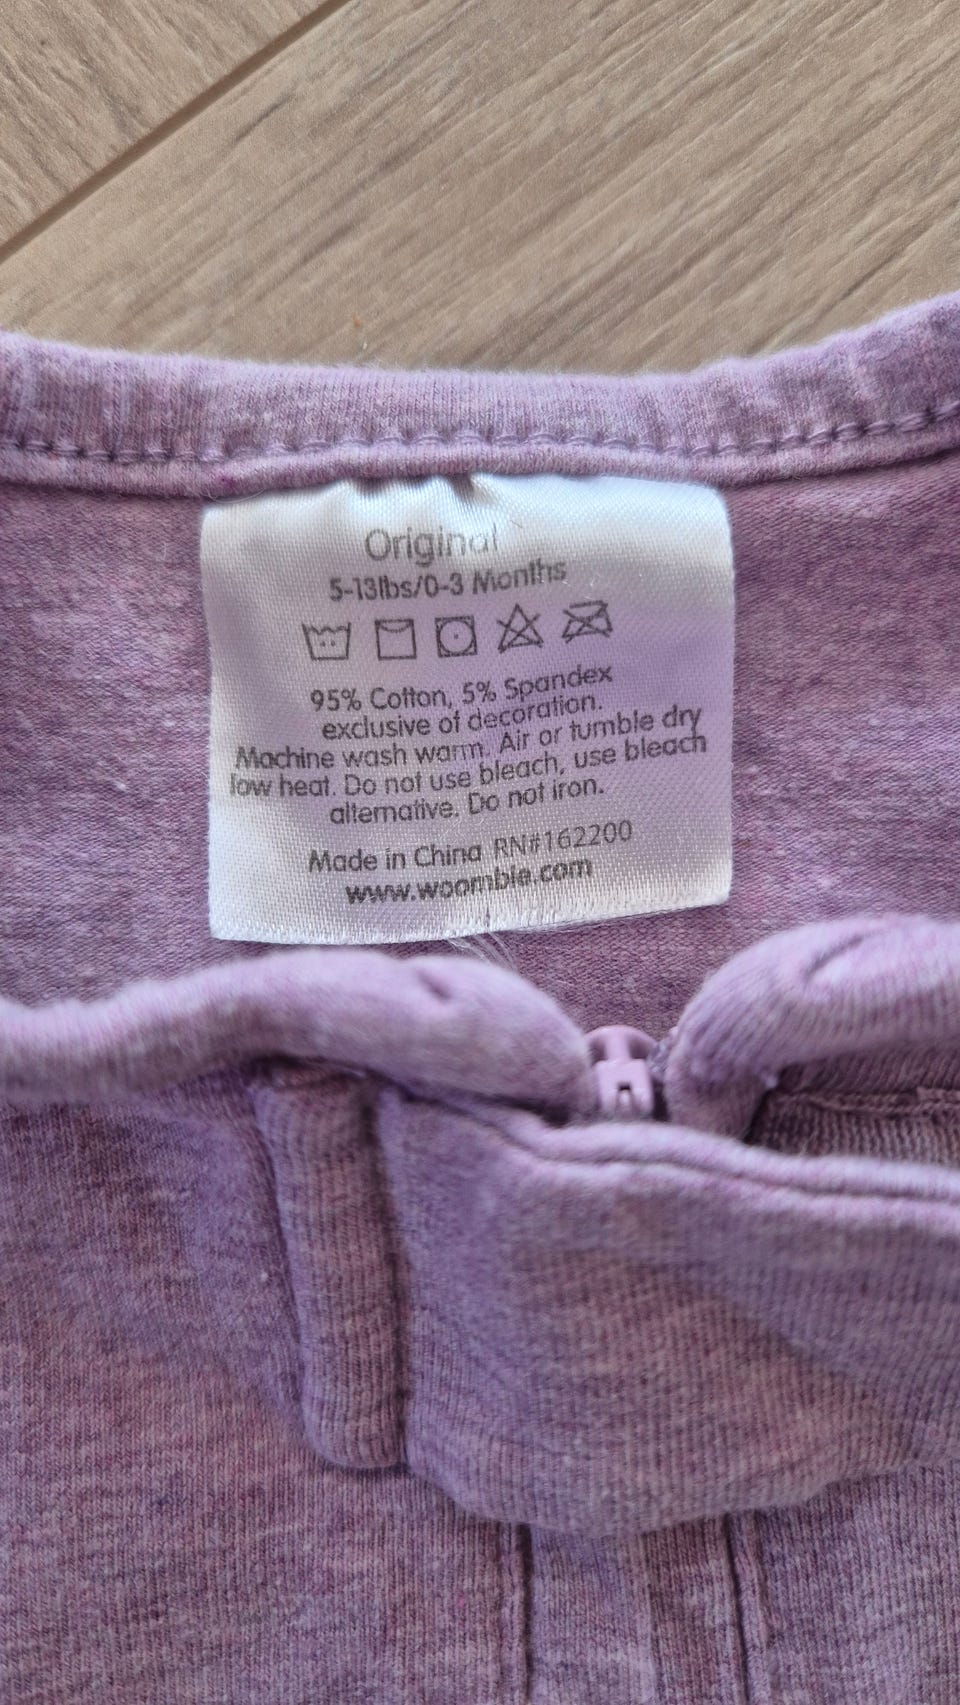 Original
5-13lbs/0-3 Months
95% Cotton, 5% Spandex
exclusive of decoration.
Machine wash warm. Air or tumble dry
low heat. Do not use bleach, use bleach
alternative. Do not iron.
Made in China RN#162200
www.woombie.com